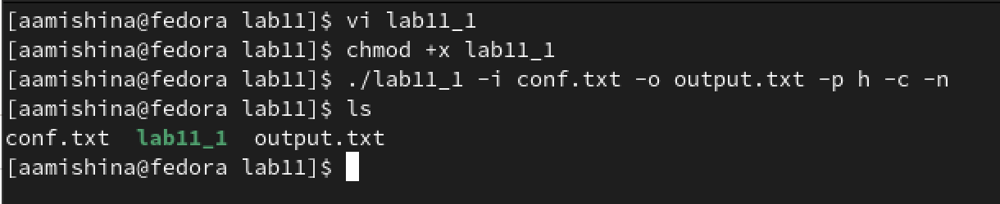 [aamishina@fedora lab11]$ vi lab11_1
[aamishina@fedora lab11]$ chmod +x lab11_1
[aamishina@fedora lab11]$ ./lab11_1 -i conf.txt -o output.txt -p h -c -n
[aamishina@fedora lab11]$ ls
conf.txt  lab11_1  output.txt
[aamishina@fedora lab11]$